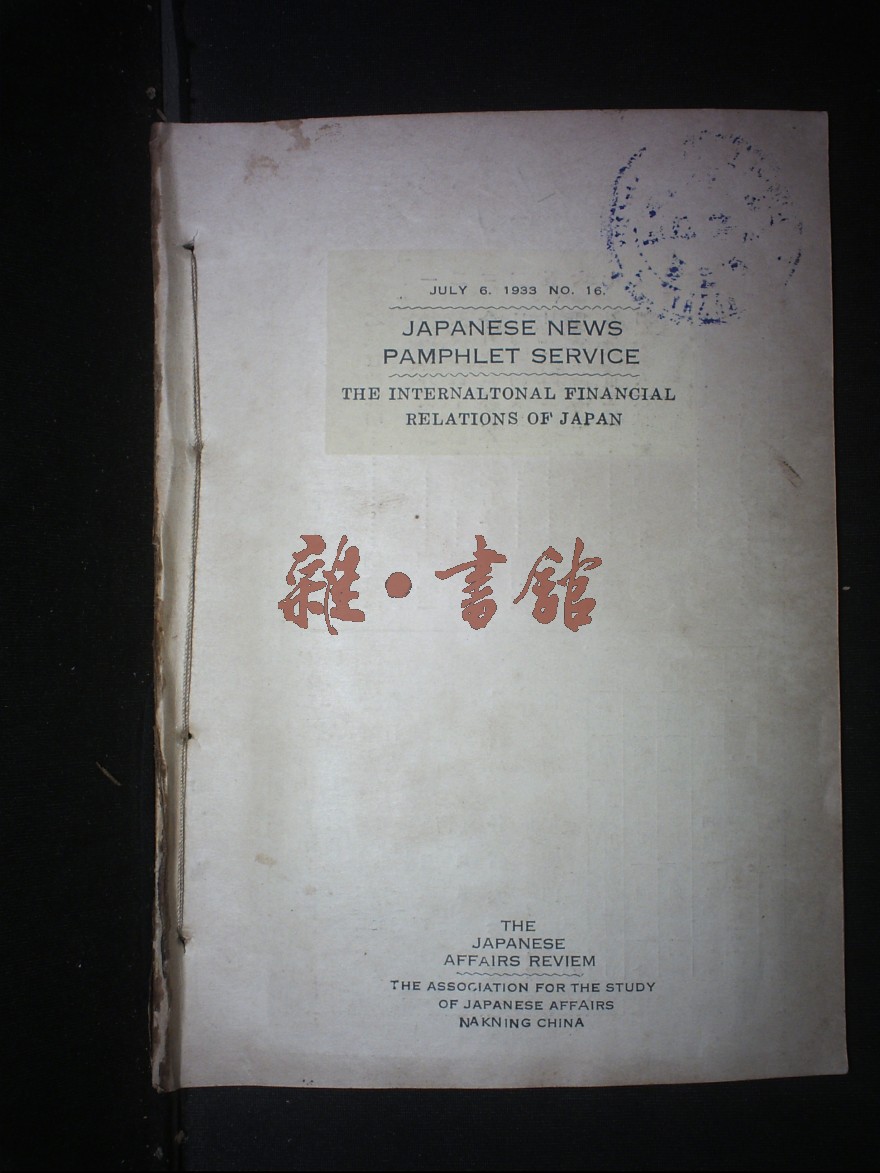 JULY 6. 1933 NO. 16.
JAPANESE NEWS
PAMPHLET SERVICE
THE INTERNALTONAL FINANCIAL
RELATIONS OF JAPAN
雜·書館
THE
JAPANESE
AFFAIRS REVIEM
THE ASSOCIATION FOR THE STUDY
OF JAPANESE AFFAIRS
NAKNING CHINA